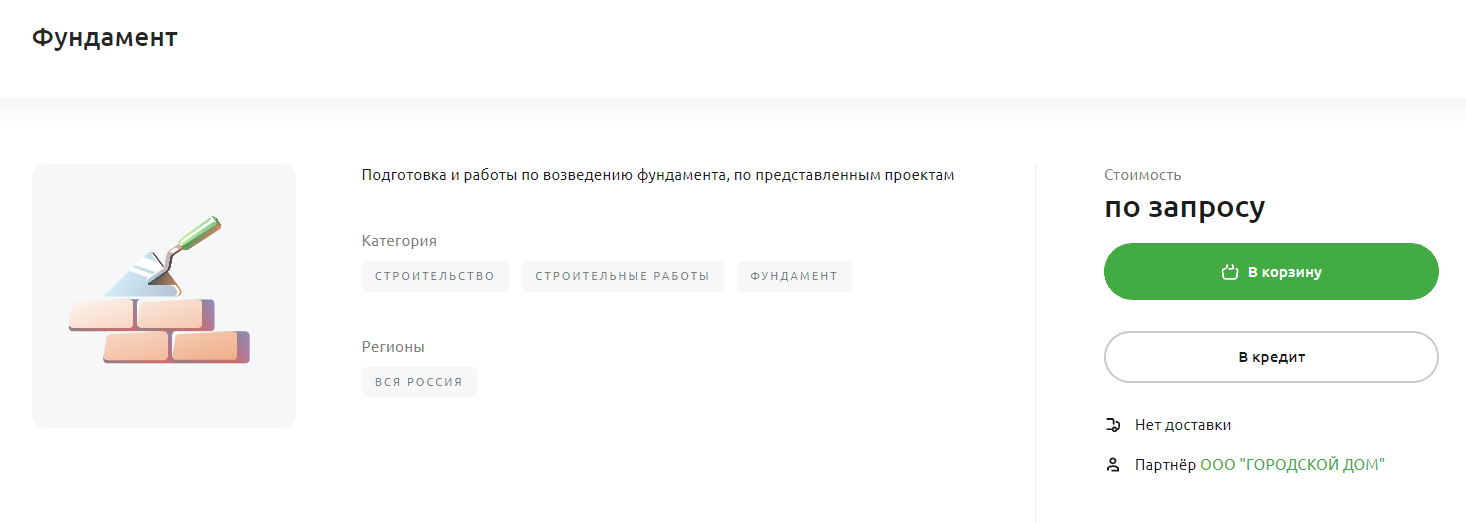 Фундамент
Подготовка и работы по возведению фундамента, по представленным проектам
Категория
СТРОИТЕЛЬСТВО
СТРОИТЕЛЬНЫЕ РАБОТЫ
ФУНДАМЕНТ
Регионы
ВСЯ РОССИЯ
Стоимость
по запросу
В корзину
В кредит
Нет доставки
Партнёр ООО "ГОРОДСКОЙ ДОМ"